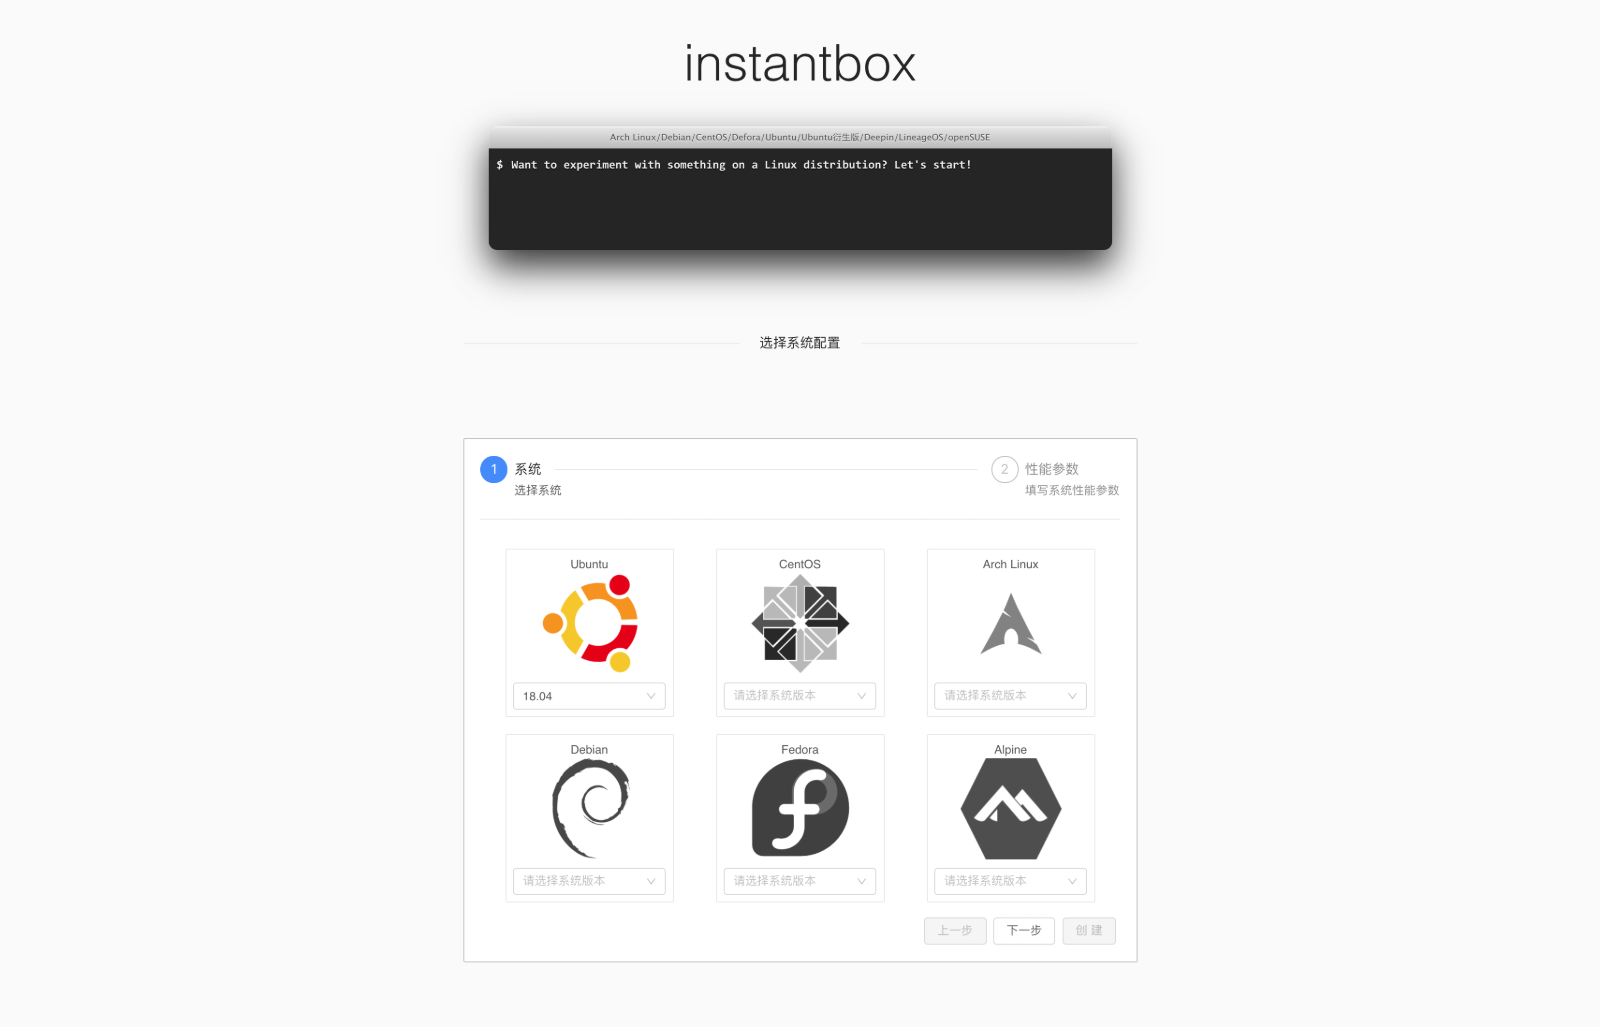 instantbox
Arch Linux/Debian/CentOS/Defora/Ubuntu/Ubuntu衍生版/Deepin/LineageOS/openSUSE
$ Want to experiment with something on a Linux distribution? Let's start!
选择系统配置
1 系统
选择系统
2 性能参数
填写系统性能参数
Ubuntu
18.04
CentOS
请选择系统版本
Arch Linux
请选择系统版本
Debian
请选择系统版本
Fedora
请选择系统版本
Alpine
请选择系统版本
上一步 下一步 创 建